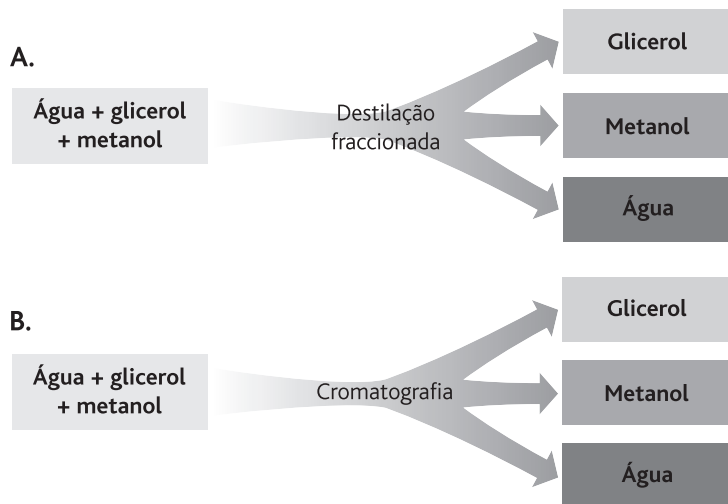 A.
Água + glicerol
+ metanol
Destilação
fraccionada
Glicerol
Metanol
Água
B.
Água + glicerol
+ metanol
Cromatografia
Glicerol
Metanol
Água